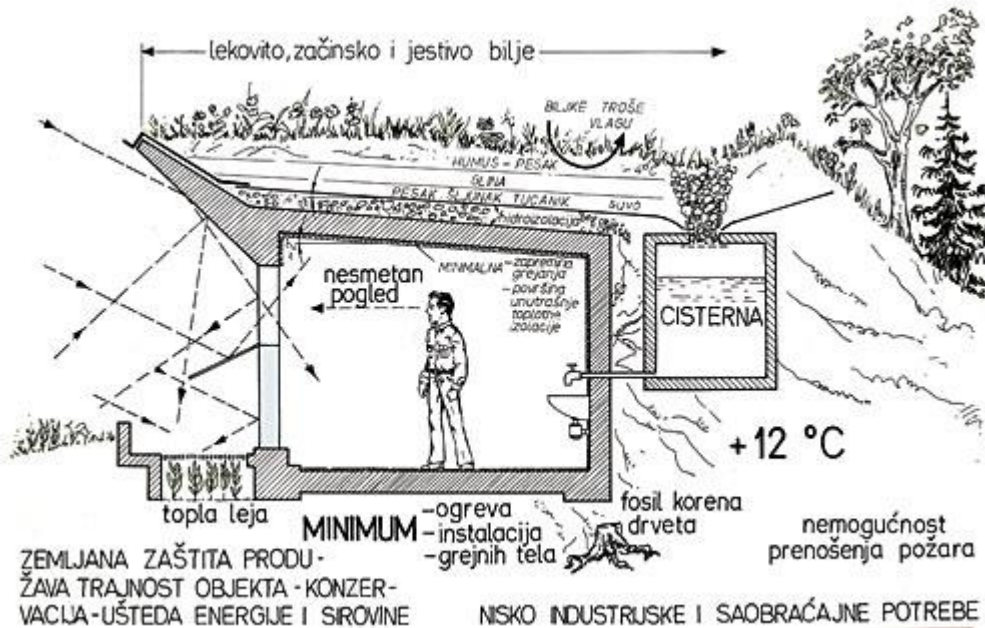 lekovito, začinsko i jestivo bilje
BILJKE TROŠE
VLAGU
HUMUS - PESAK
-4°C
GLINA
PESAK ŠLJUNAK TUCANIK
SUVO
hidroizolacija
MINIMALNA - zapremina
grejanja
- površina
unutrašnje
toplotne
izolacije
nesmetan
pogled
CISTERNA
+12 °C
topla leja
MINIMUM
-ogreva
-instalacija
-grejnih tela
fosil korena
drveta
nemogućnost
prenošenja požara
ZEMLJANA ZAŠTITA PRODU-
ŽAVA TRAJNOST OBJEKTA - KONZER-
VACIJA - UŠTEDA ENERGIJE I SIROVINE
NISKO INDUSTRIJSKE I SAOBRAĆAJNE POTREBE